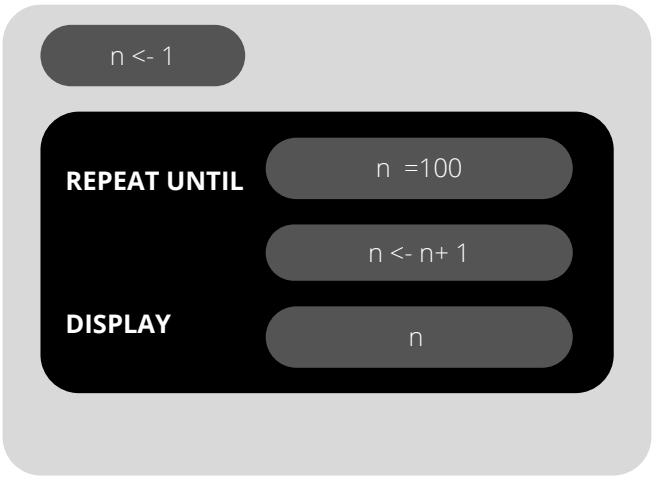 n <- 1
REPEAT UNTIL n =100
n <- n+ 1
DISPLAY n